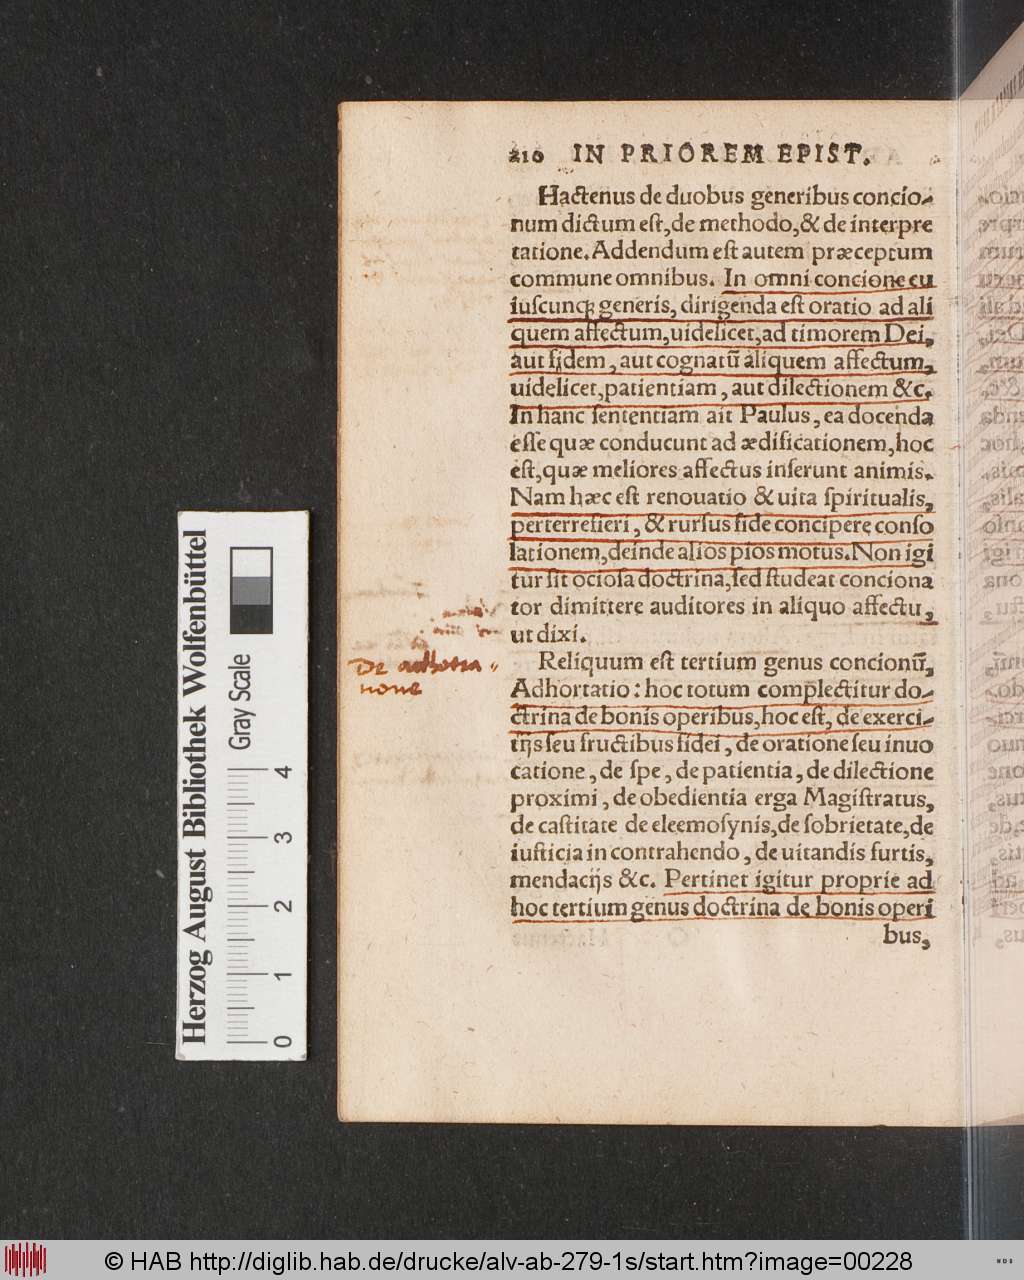 210 IN PRIOREM EPIST.
Hactenus de duobus generibus concio-
num dictum eſt, de methodo, & de interpre
tatione. Addendum eſt autem præceptum
commune omnibus. In omni concione cu
iuſcunq; generis, dirigenda eſt oratio ad ali
quem affectum, uidelicet, ad timorem Dei,
aut fidem, aut cognatũ aliquem affectum,
uidelicet, patientiam, aut dilectionem &c.
In hanc ſententiam ait Paulus, ea docenda
eſſe quæ conducunt ad ædificationem, hoc
eſt, quæ meliores affectus inſerunt animis.
Nam hæc eſt renouatio & uita ſpiritualis,
perterrefieri, & rurſus fide concipere conſo
lationem, deinde alios pios motus. Non igi
tur ſit ocioſa doctrina, ſed ſtudeat conciona
tor dimittere auditores in aliquo affectu,
ut dixi.
De adhorta-
tione
Reliquum eſt tertium genus concionũ,
Adhortatio: hoc totum complectitur do-
ctrina de bonis operibus, hoc eſt, de exerci-
tijs ſeu fructibus fidei, de oratione ſeu inuo
catione, de ſpe, de patientia, de dilectione
proximi, de obedientia erga Magiſtratus,
de caſtitate de eleemoſynis, de ſobrietate, de
iuſticia in contrahendo, de uitandis furtis,
mendacijs &c. Pertinet igitur proprie ad
hoc tertium genus doctrina de bonis operi
bus,
Herzog August Bibliothek Wolfenbüttel
Gray Scale
0 1 2 3 4
© HAB http://diglib.hab.de/drucke/alv-ab-279-1s/start.htm?image=00228